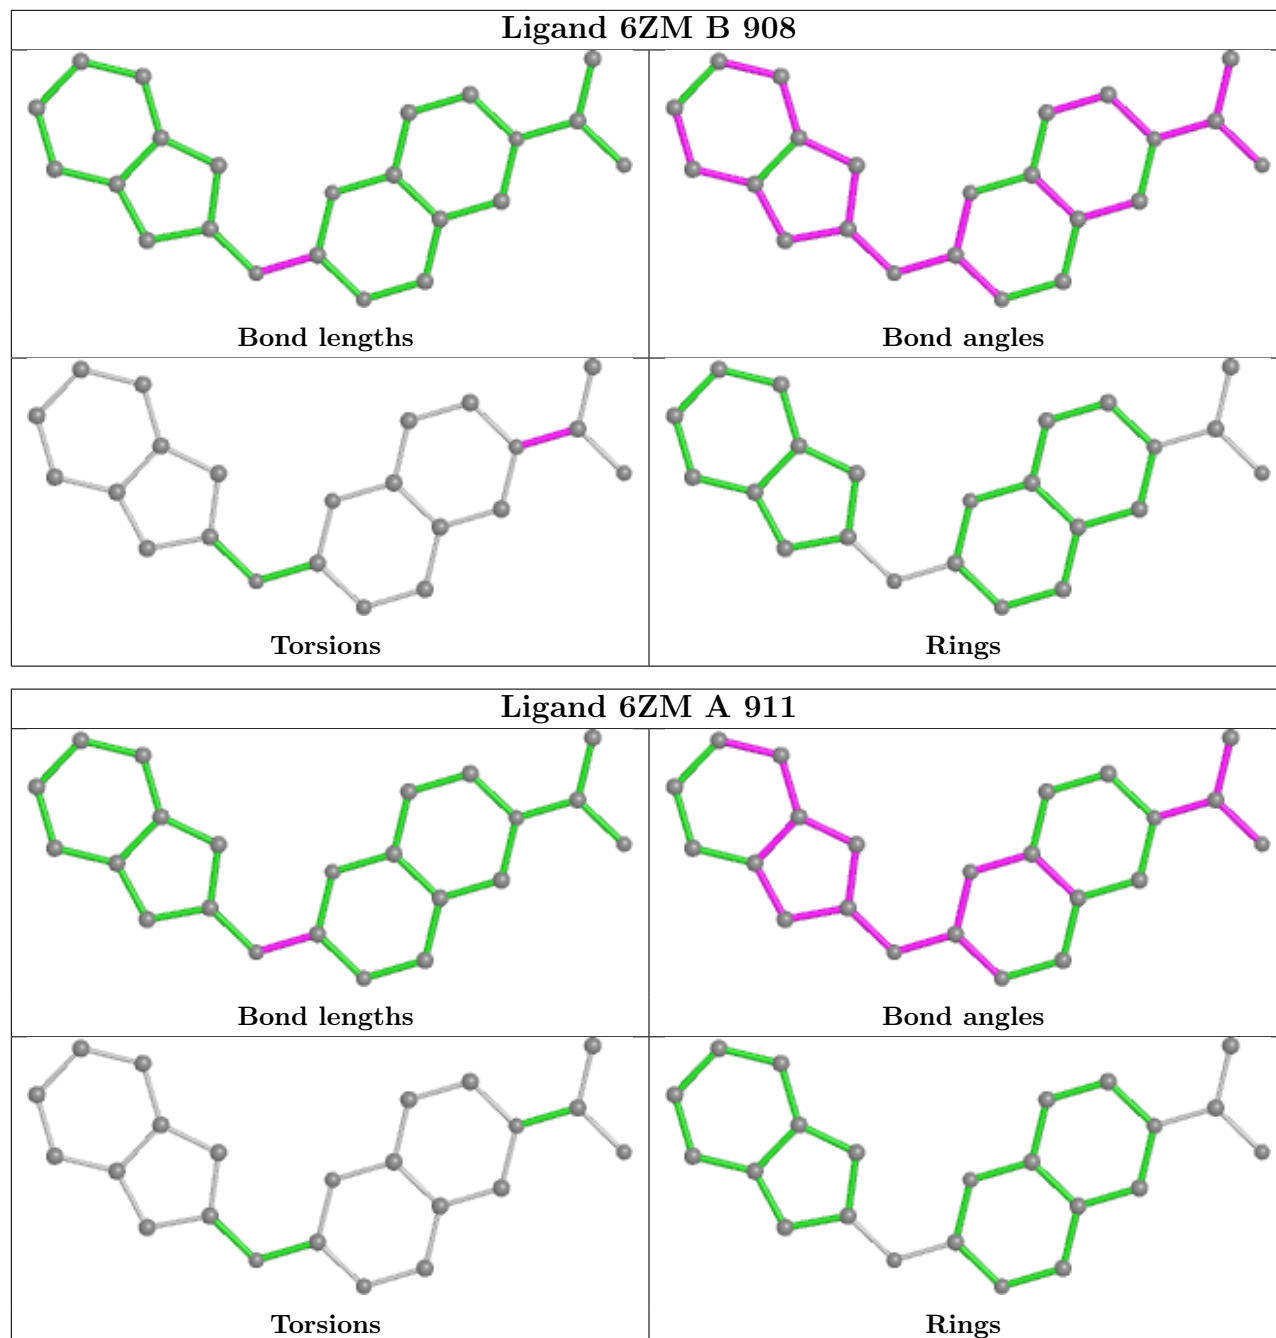 Ligand 6ZM B 908
Bond lengths
Bond angles
Torsions
Rings
Ligand 6ZM A 911
Bond lengths
Bond angles
Torsions
Rings